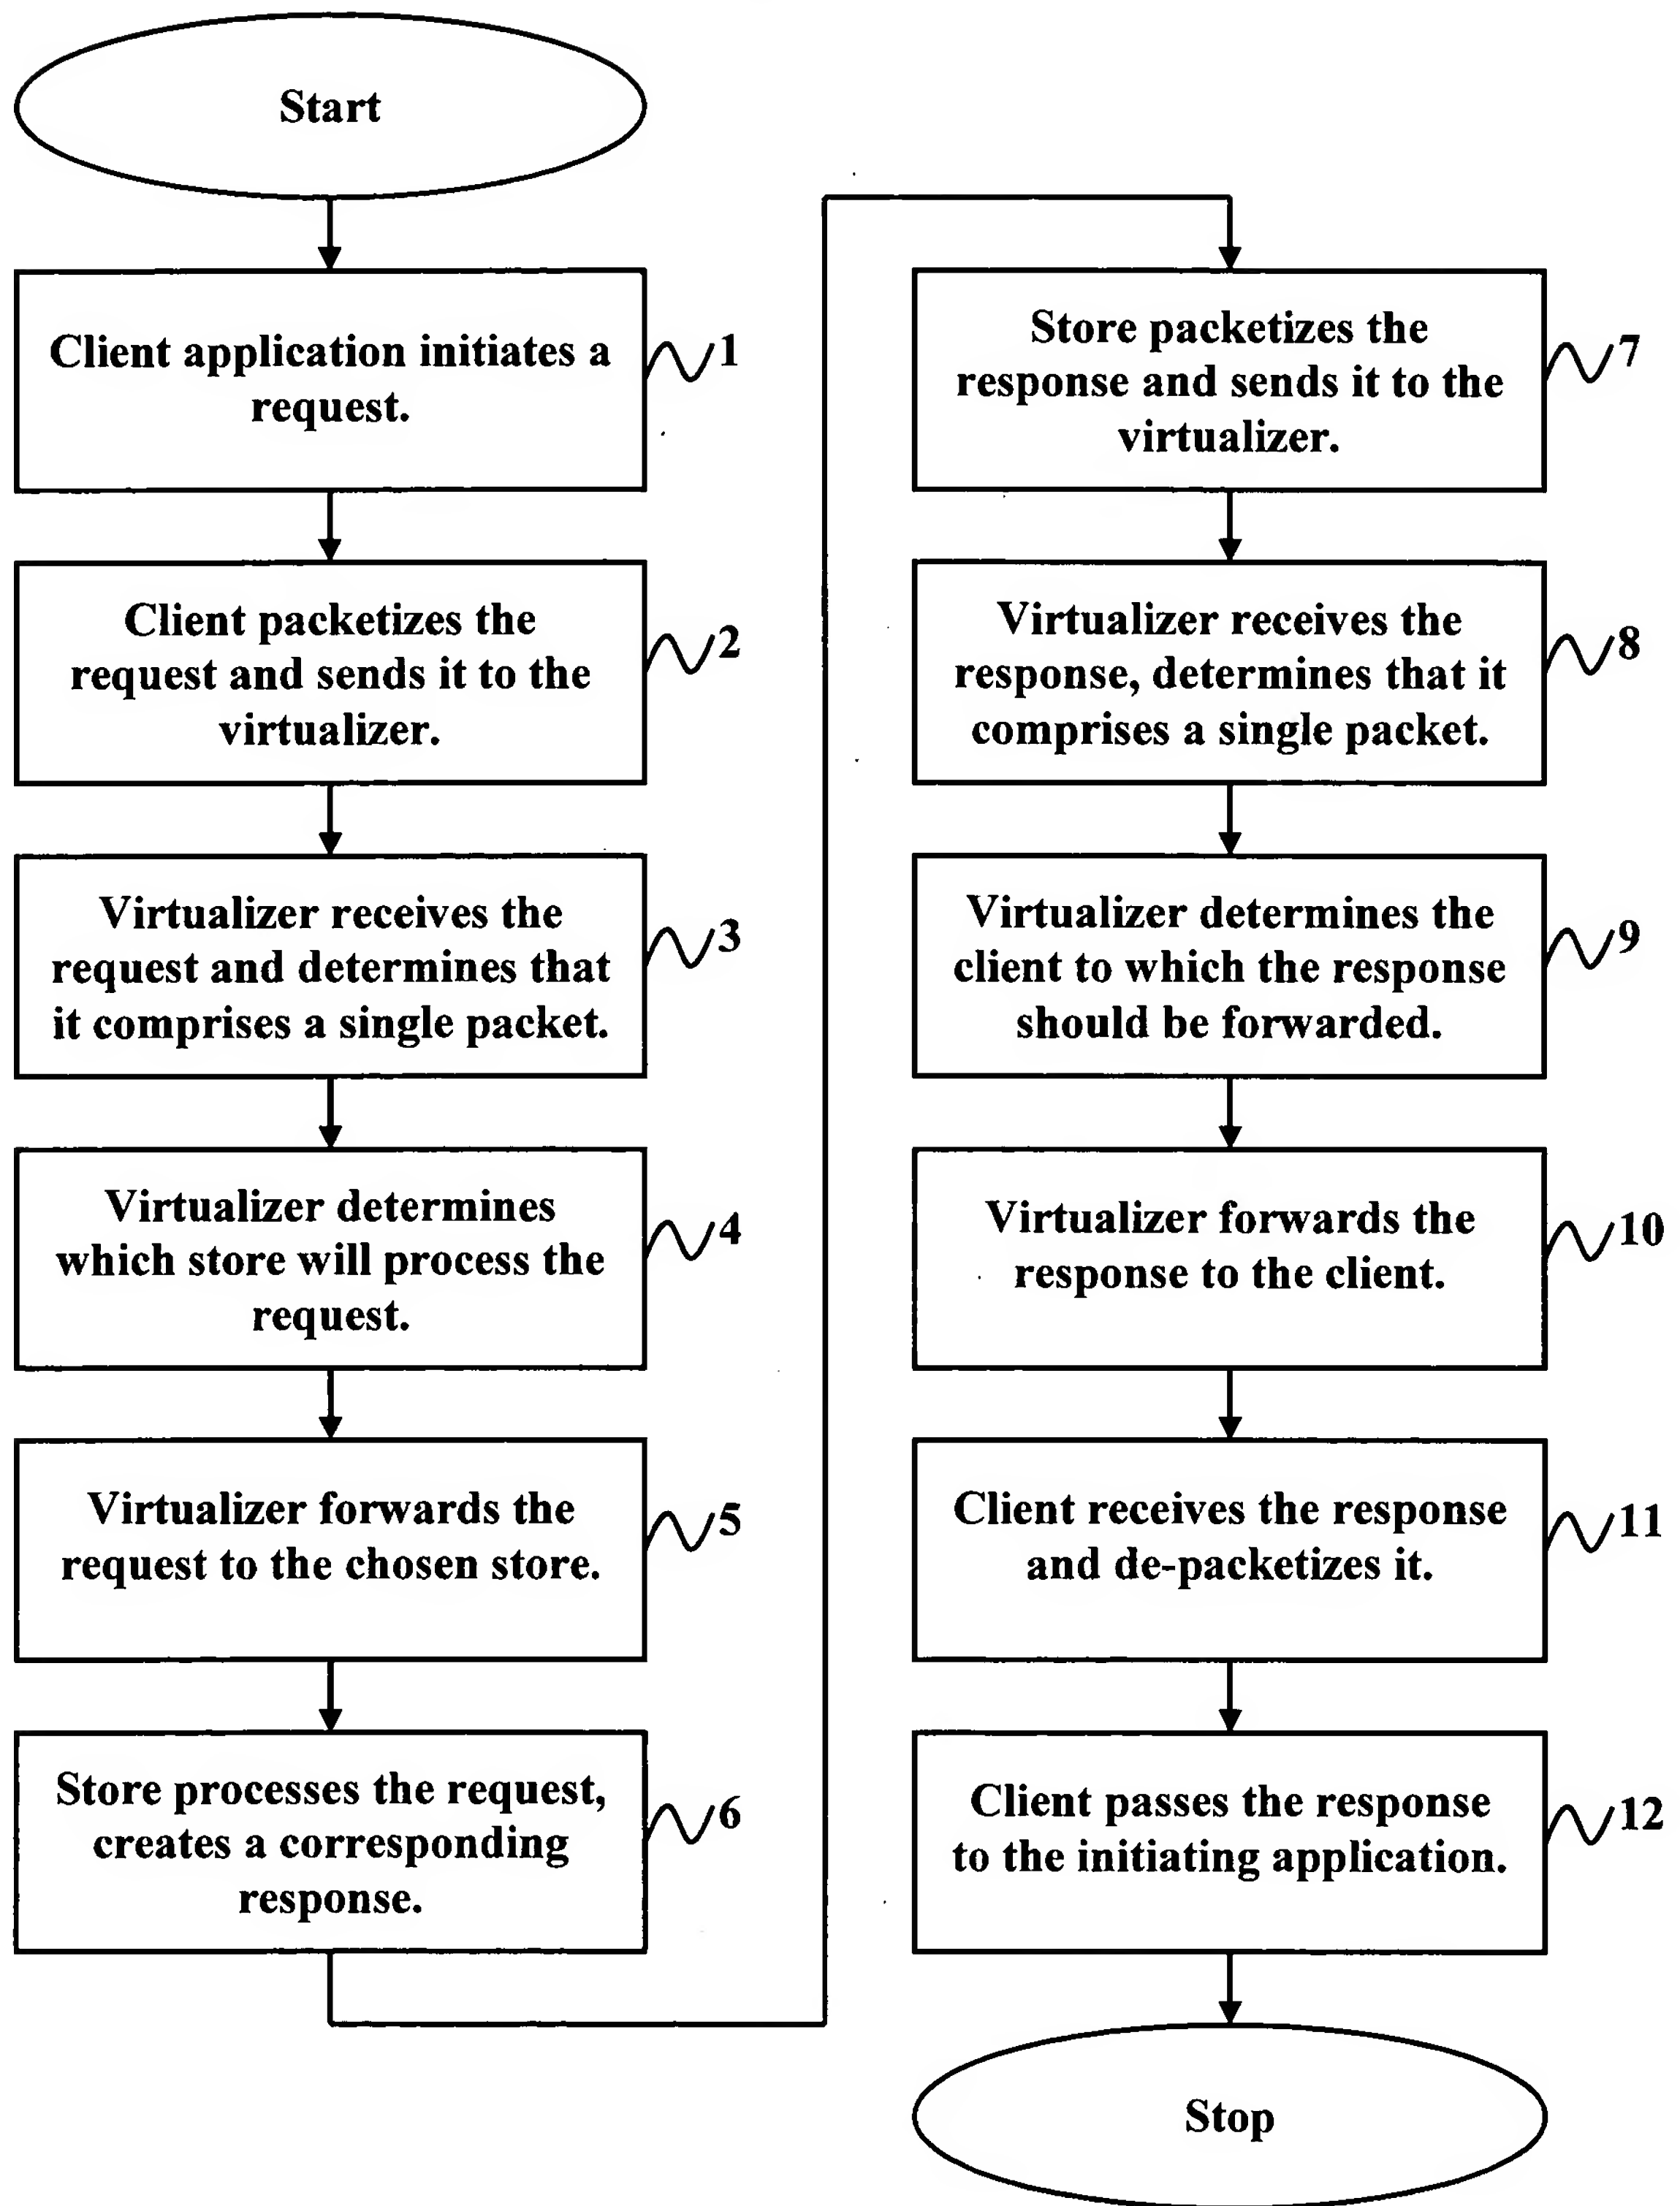 Start
Client application initiates a
request.
1
Client packetizes the
request and sends it to the
virtualizer.
2
Virtualizer receives the
request and determines that
it comprises a single packet.
3
Virtualizer determines
which store will process the
request.
4
Virtualizer forwards the
request to the chosen store.
5
Store processes the request,
creates a corresponding
response.
6
Store packetizes the
response and sends it to the
virtualizer.
7
Virtualizer receives the
response, determines that it
comprises a single packet.
8
Virtualizer determines the
client to which the response
should be forwarded.
9
Virtualizer forwards the
response to the client.
10
Client receives the response
and de-packetizes it.
11
Client passes the response
to the initiating application.
12
Stop